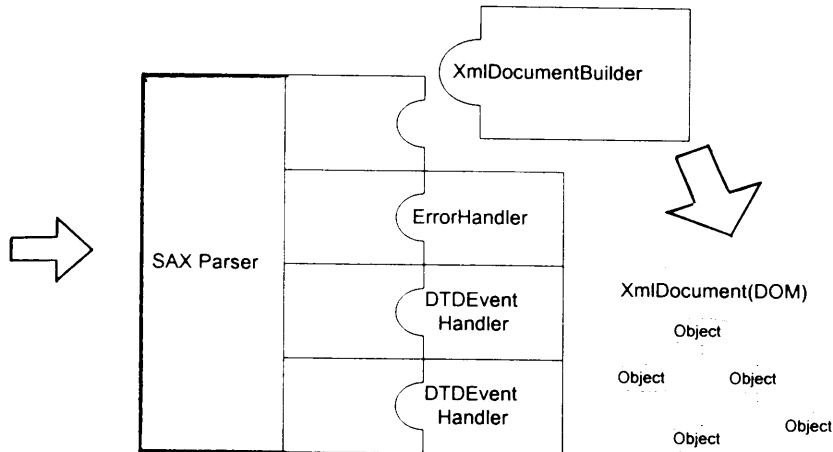 XmlDocumentBuilder
ErrorHandler
SAX Parser
DTDEvent
Handler
DTDEvent
Handler
XmlDocument(DOM)
Object
Object
Object
Object
Object